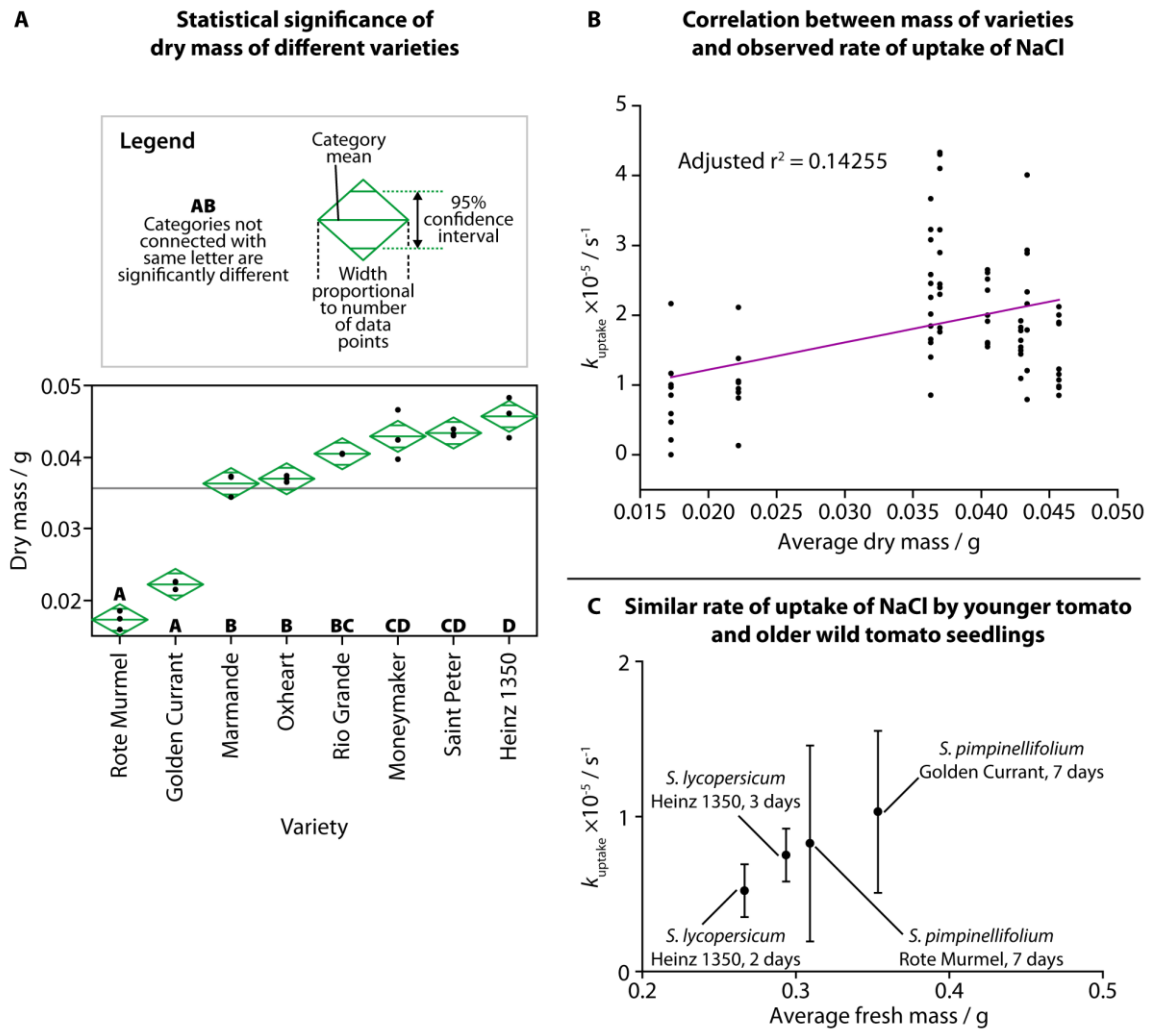 A
Statistical significance of
dry mass of different varieties
Legend
AB
Categories not
connected with
same letter are
significantly different
Category
mean
95%
confidence
interval
Width
proportional
to number
of data
points
Dry mass / g
0.05
0.04
0.03
0.02
A
A
B
B
BC
CD
CD
D
Rote Murmel
Golden Currant
Marmande
Oxheart
Rio Grande
Moneymaker
Saint Peter
Heinz 1350
Variety
B
Correlation between mass of varieties
and observed rate of uptake of NaCl
Adjusted r² = 0.14255
k_uptake ×10⁻⁵ / s⁻¹
5
4
3
2
1
0
0.015 0.020 0.025 0.030 0.035 0.040 0.045 0.050
Average dry mass / g
C
Similar rate of uptake of NaCl by younger tomato
and older wild tomato seedlings
k_uptake ×10⁻⁵ / s⁻¹
2
1
0
S. pimpinellifolium
Golden Currant, 7 days
S. lycopersicum
Heinz 1350, 3 days
S. lycopersicum
Heinz 1350, 2 days
S. pimpinellifolium
Rote Murmel, 7 days
0.2 0.3 0.4 0.5
Average fresh mass / g